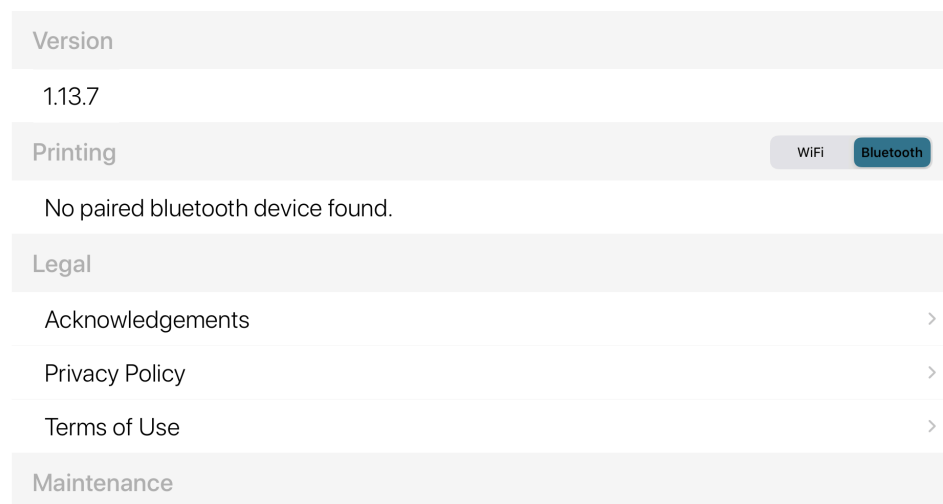 Version
1.13.7
Printing
WiFi
Bluetooth
No paired bluetooth device found.
Legal
Acknowledgements
Privacy Policy
Terms of Use
Maintenance